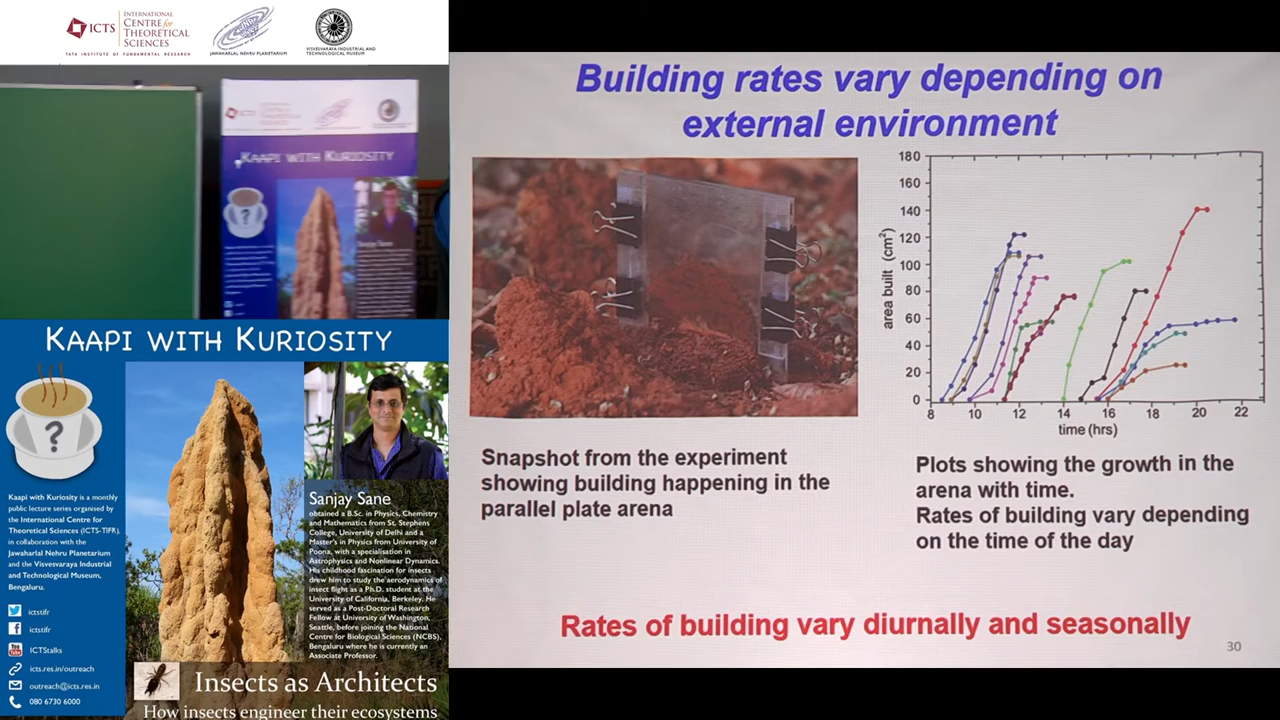 ICTS
INTERNATIONAL
CENTRE for
THEORETICAL
SCIENCES
TATA INSTITUTE OF FUNDAMENTAL RESEARCH
JAWAHARLAL NEHRU PLANETARIUM
VISVESVARAYA INDUSTRIAL AND
TECHNOLOGICAL MUSEUM
KAAPI WITH KURIOSITY
?
Sanjay Sane
KAAPI WITH KURIOSITY
?
Kaapi with Kuriosity is a monthly
public lecture series organised by
the International Centre for
Theoretical Sciences (ICTS-TIFR),
in collaboration with the
Jawaharlal Nehru Planetarium
and the Visvesvaraya Industrial
and Technological Museum,
Bengaluru.
ictstifr
ictstifr
ICTStalks
icts.res.in/outreach
outreach@icts.res.in
080 6730 6000
Sanjay Sane
obtained a B.Sc. in Physics, Chemistry
and Mathematics from St. Stephens
College, University of Delhi and a
Master's in Physics from University of
Poona, with a specialisation in
Astrophysics and Nonlinear Dynamics.
His childhood fascination for insects
drew him to study the aerodynamics of
insect flight as a Ph.D. student at the
University of California, Berkeley. He
served as a Post-Doctoral Research
Fellow at University of Washington,
Seattle, before joining the National
Centre for Biological Sciences (NCBS),
Bengaluru where he is currently an
Associate Professor.
Insects as Architects
How insects engineer their ecosystems
Building rates vary depending on
external environment
180
160
140
120
100
80
60
40
20
0
area built (cm²)
8 10 12 14 16 18 20 22
time (hrs)
Snapshot from the experiment
showing building happening in the
parallel plate arena
Plots showing the growth in the
arena with time.
Rates of building vary depending
on the time of the day
Rates of building vary diurnally and seasonally
30